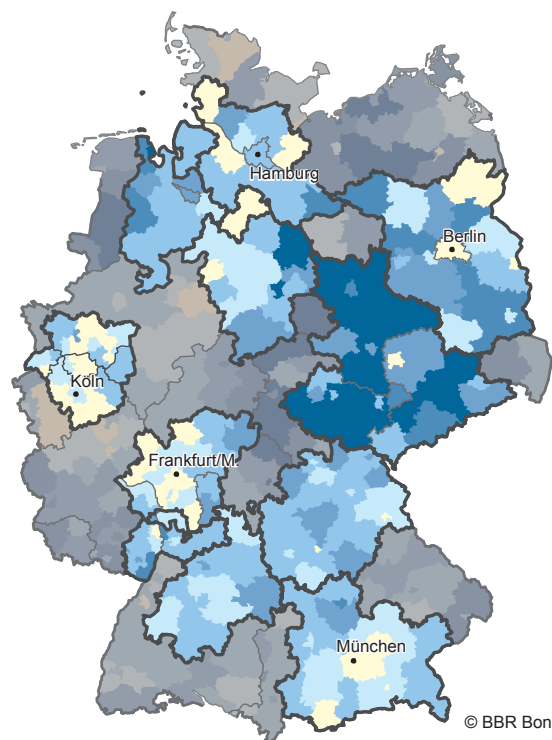 Hamburg
Berlin
Köln
Frankfurt/M.
München
© BBR Bon